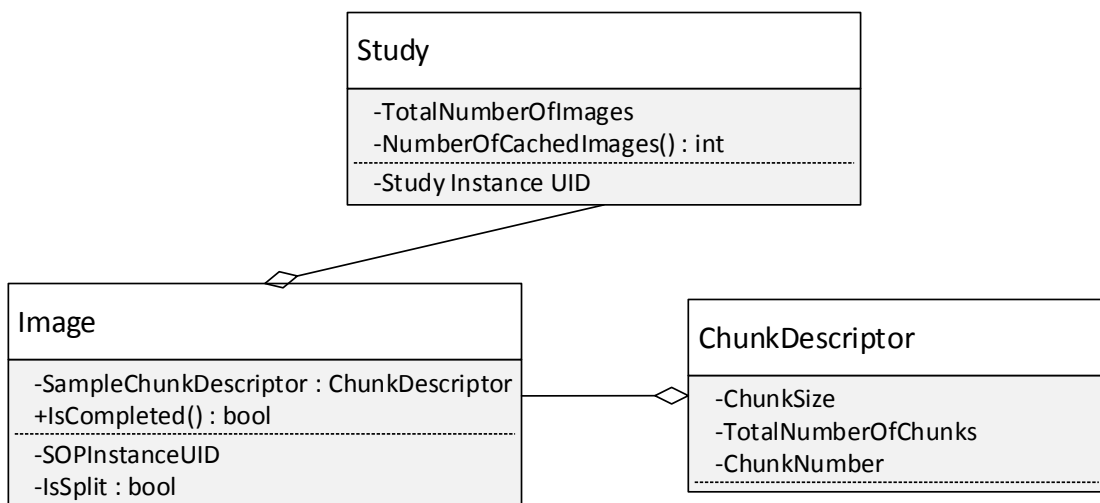 Study
-TotalNumberOfImages
-NumberOfCachedImages() : int
-Study Instance UID
Image
-SampleChunkDescriptor : ChunkDescriptor
+IsCompleted() : bool
-SOPInstanceUID
-IsSplit : bool
ChunkDescriptor
-ChunkSize
-TotalNumberOfChunks
-ChunkNumber